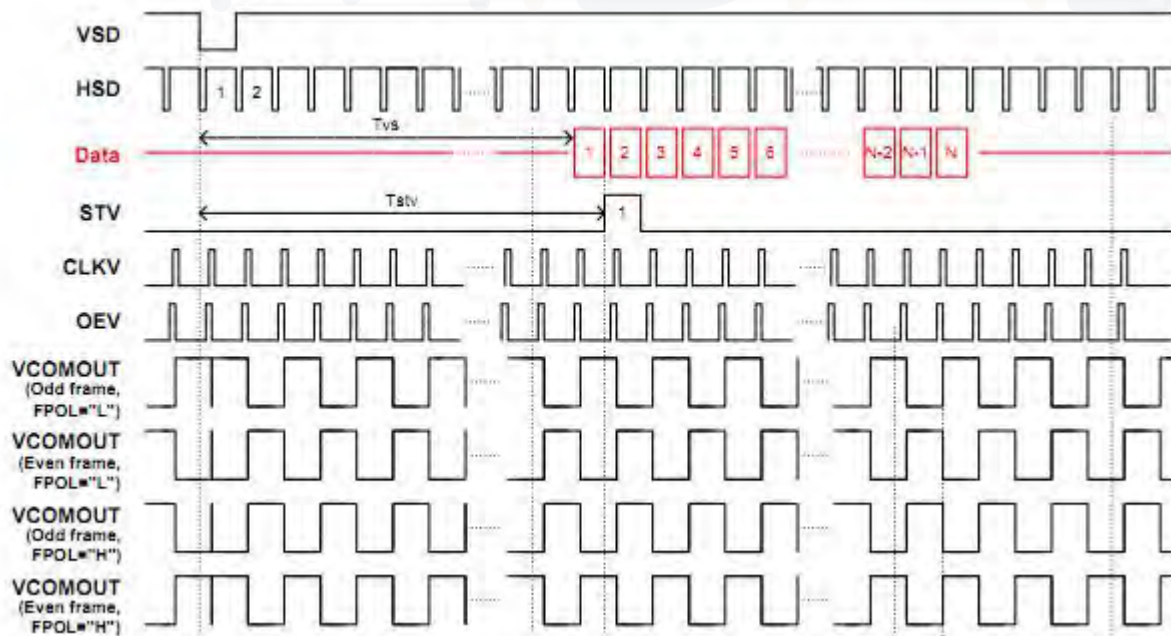 VSD
HSD
1 2
Tvs
Data
1 2 3 4 5 6 N-2 N-1 N
Tstv
STV
1
CLKV
OEV
VCOMOUT
(Odd frame,
FPOL="L")
VCOMOUT
(Even frame,
FPOL="L")
VCOMOUT
(Odd frame,
FPOL="H")
VCOMOUT
(Even frame,
FPOL="H")